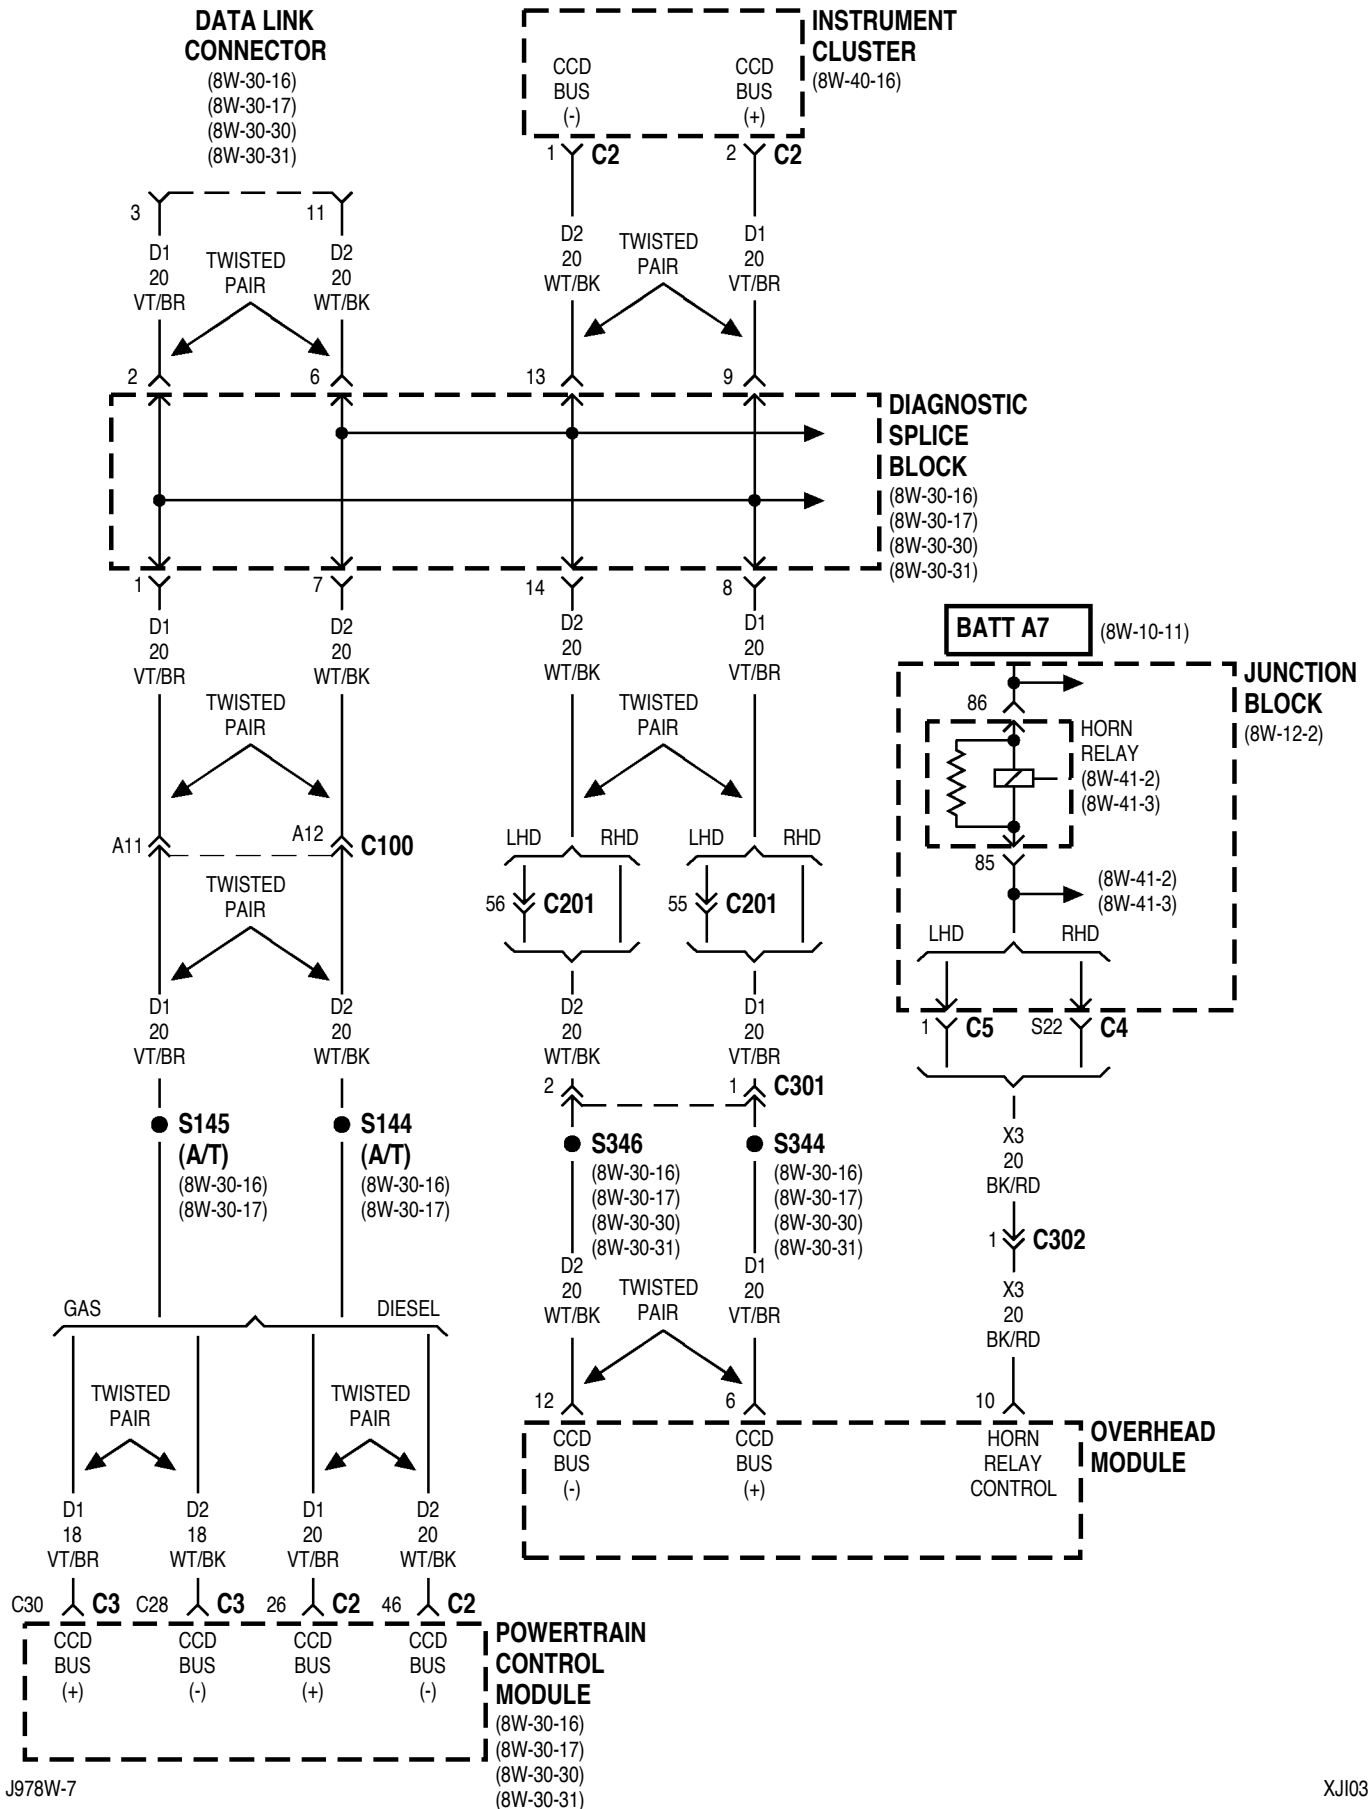 DATA LINK
CONNECTOR
(8W-30-16)
(8W-30-17)
(8W-30-30)
(8W-30-31)
INSTRUMENT
CLUSTER
(8W-40-16)
CCD
BUS
(-)
CCD
BUS
(+)
1 C2
2 C2
3
11
D1
20
VT/BR
TWISTED
PAIR
D2
20
WT/BK
D2
20
WT/BK
TWISTED
PAIR
D1
20
VT/BR
2
6
13
9
DIAGNOSTIC
SPLICE
BLOCK
(8W-30-16)
(8W-30-17)
(8W-30-30)
(8W-30-31)
1
7
14
8
D1
20
VT/BR
D2
20
WT/BK
D2
20
WT/BK
D1
20
VT/BR
TWISTED
PAIR
TWISTED
PAIR
BATT A7
(8W-10-11)
JUNCTION
BLOCK
(8W-12-2)
86
HORN
RELAY
(8W-41-2)
(8W-41-3)
85
(8W-41-2)
(8W-41-3)
LHD
RHD
1 C5
S22 C4
A11
A12
C100
TWISTED
PAIR
LHD
RHD
LHD
RHD
56 C201
55 C201
D1
20
VT/BR
D2
20
WT/BK
D2
20
WT/BK
D1
20
VT/BR
2
1 C301
S145
(A/T)
(8W-30-16)
(8W-30-17)
S144
(A/T)
(8W-30-16)
(8W-30-17)
S346
(8W-30-16)
(8W-30-17)
(8W-30-30)
(8W-30-31)
S344
(8W-30-16)
(8W-30-17)
(8W-30-30)
(8W-30-31)
X3
20
BK/RD
1 C302
X3
20
BK/RD
D2
20
WT/BK
TWISTED
PAIR
D1
20
VT/BR
GAS
DIESEL
TWISTED
PAIR
TWISTED
PAIR
12
6
10
CCD
BUS
(-)
CCD
BUS
(+)
HORN
RELAY
CONTROL
OVERHEAD
MODULE
D1
18
VT/BR
D2
18
WT/BK
D1
20
VT/BR
D2
20
WT/BK
C30 C3
C28 C3
26 C2
46 C2
CCD
BUS
(+)
CCD
BUS
(-)
CCD
BUS
(+)
CCD
BUS
(-)
POWERTRAIN
CONTROL
MODULE
(8W-30-16)
(8W-30-17)
(8W-30-30)
(8W-30-31)
J978W-7
XJI03